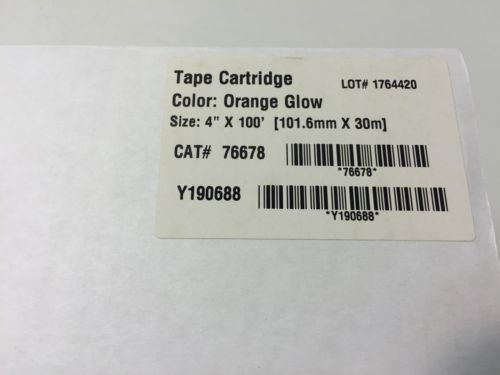 Tape Cartridge LOT# 1764420
Color: Orange Glow
Size: 4" X 100' [101.6mm X 30m]
CAT# 76678
*76678*
Y190688
*Y190688*